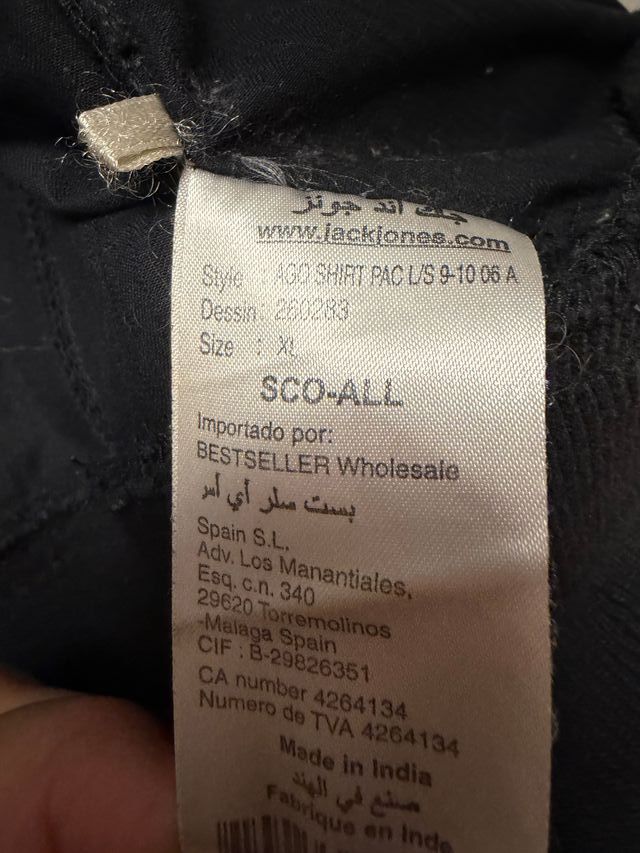 جاك اند جونز
www.jackjones.com
Style AGO SHIRT PAC L/S 9-10 06 A
Dessin: 260283
Size : XL
SCO-ALL
Importado por:
BESTSELLER Wholesale
بست سلر أي أس
Spain S.L.
Adv. Los Manantiales,
Esq. c.n. 340
29620 Torremolinos
-Malaga Spain
CIF : B-29826351
CA number 4264134
Numero de TVA 4264134
Made in India
صنع في الهند
Fabrique en Inde